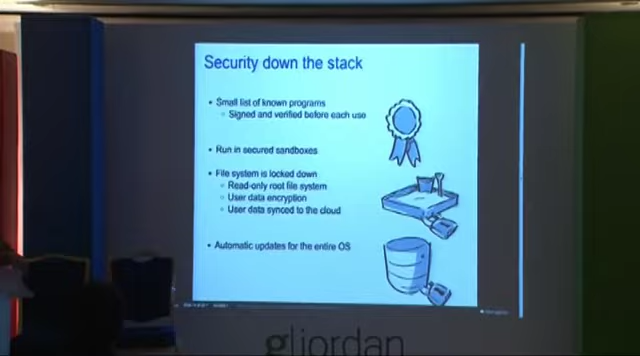 Security down the stack
• Small list of known programs
Signed and verified before each use
• Run in secured sandboxes
• File system is locked down
Read-only root file system
User data encryption
User data synced to the cloud
• Automatic updates for the entire OS
gljordan